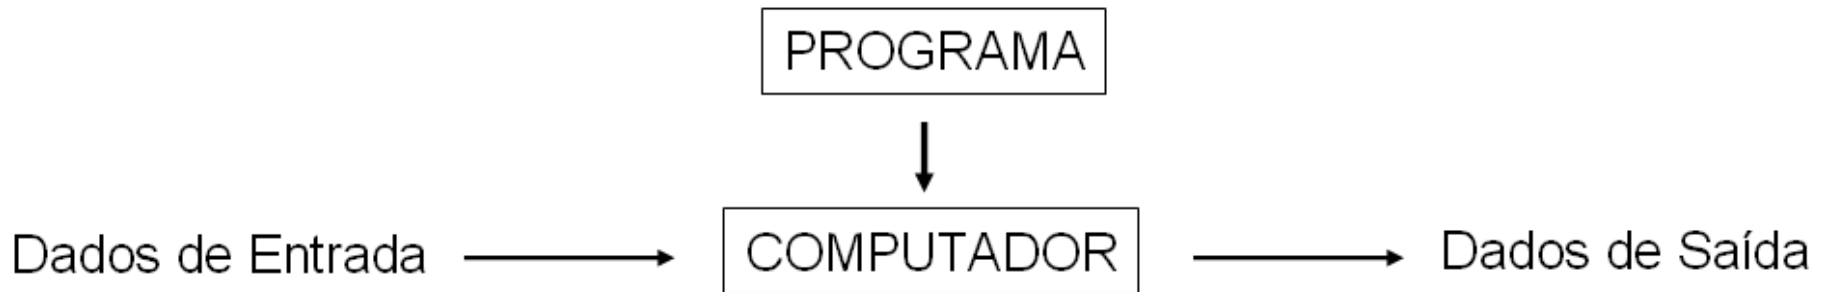 PROGRAMA
Dados de Entrada
COMPUTADOR
Dados de Saída